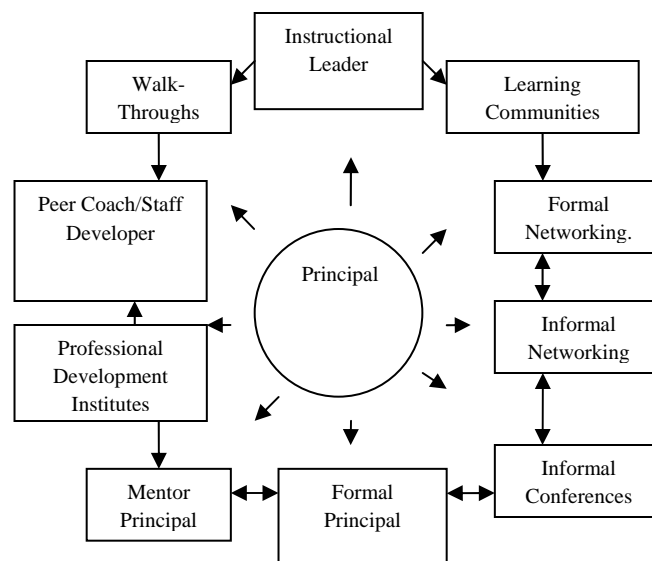 Instructional
Leader
Walk-
Throughs
Learning
Communities
Peer Coach/Staff
Developer
Formal
Networking.
Principal
Professional
Development
Institutes
Informal
Networking
Mentor
Principal
Formal
Principal
Informal
Conferences